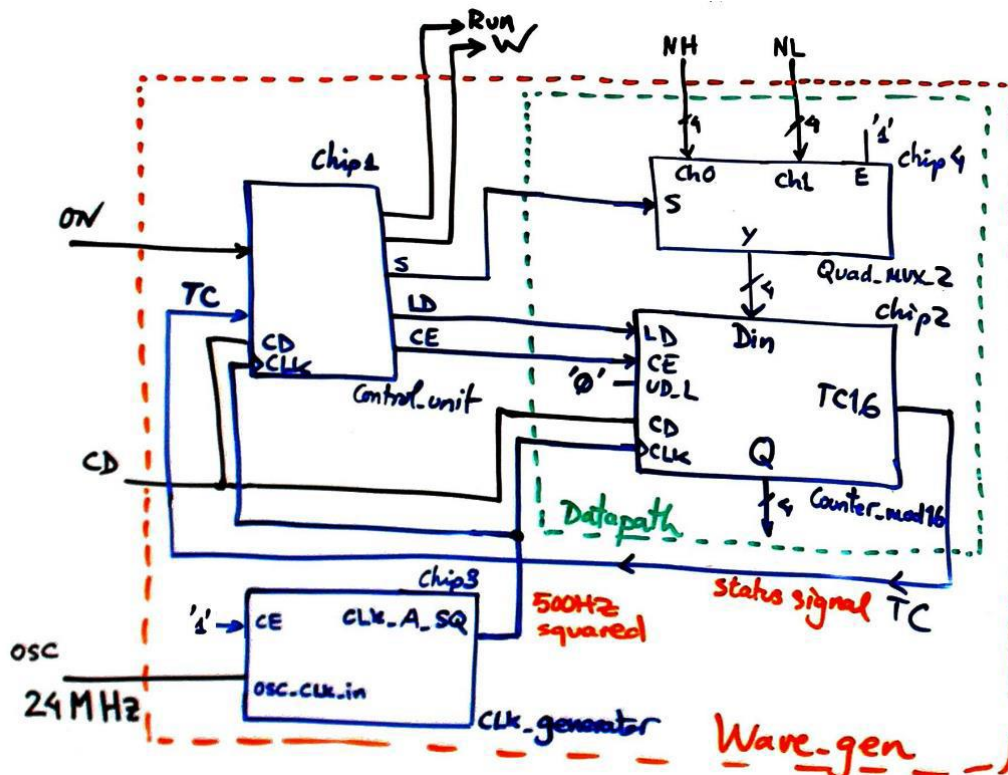 Run
W
NH
NL
4
4
'1'
Chip1
Chip4
Ch0
Ch1
E
S
ON
Y
S
Quad_MUX_2
TC
LD
4
Chip2
CD
CE
LD
Din
CLK
CE
'0'
UD_L
TC16
Control_unit
CD
CD
CLK
Q
4
Counter_mod16
Datapath
Chip3
500Hz
squared
status signal
TC
'1'
CE
CLK_A_SQ
OSC
24MHz
OSC_CLK_in
CLK_generator
Wave_gen